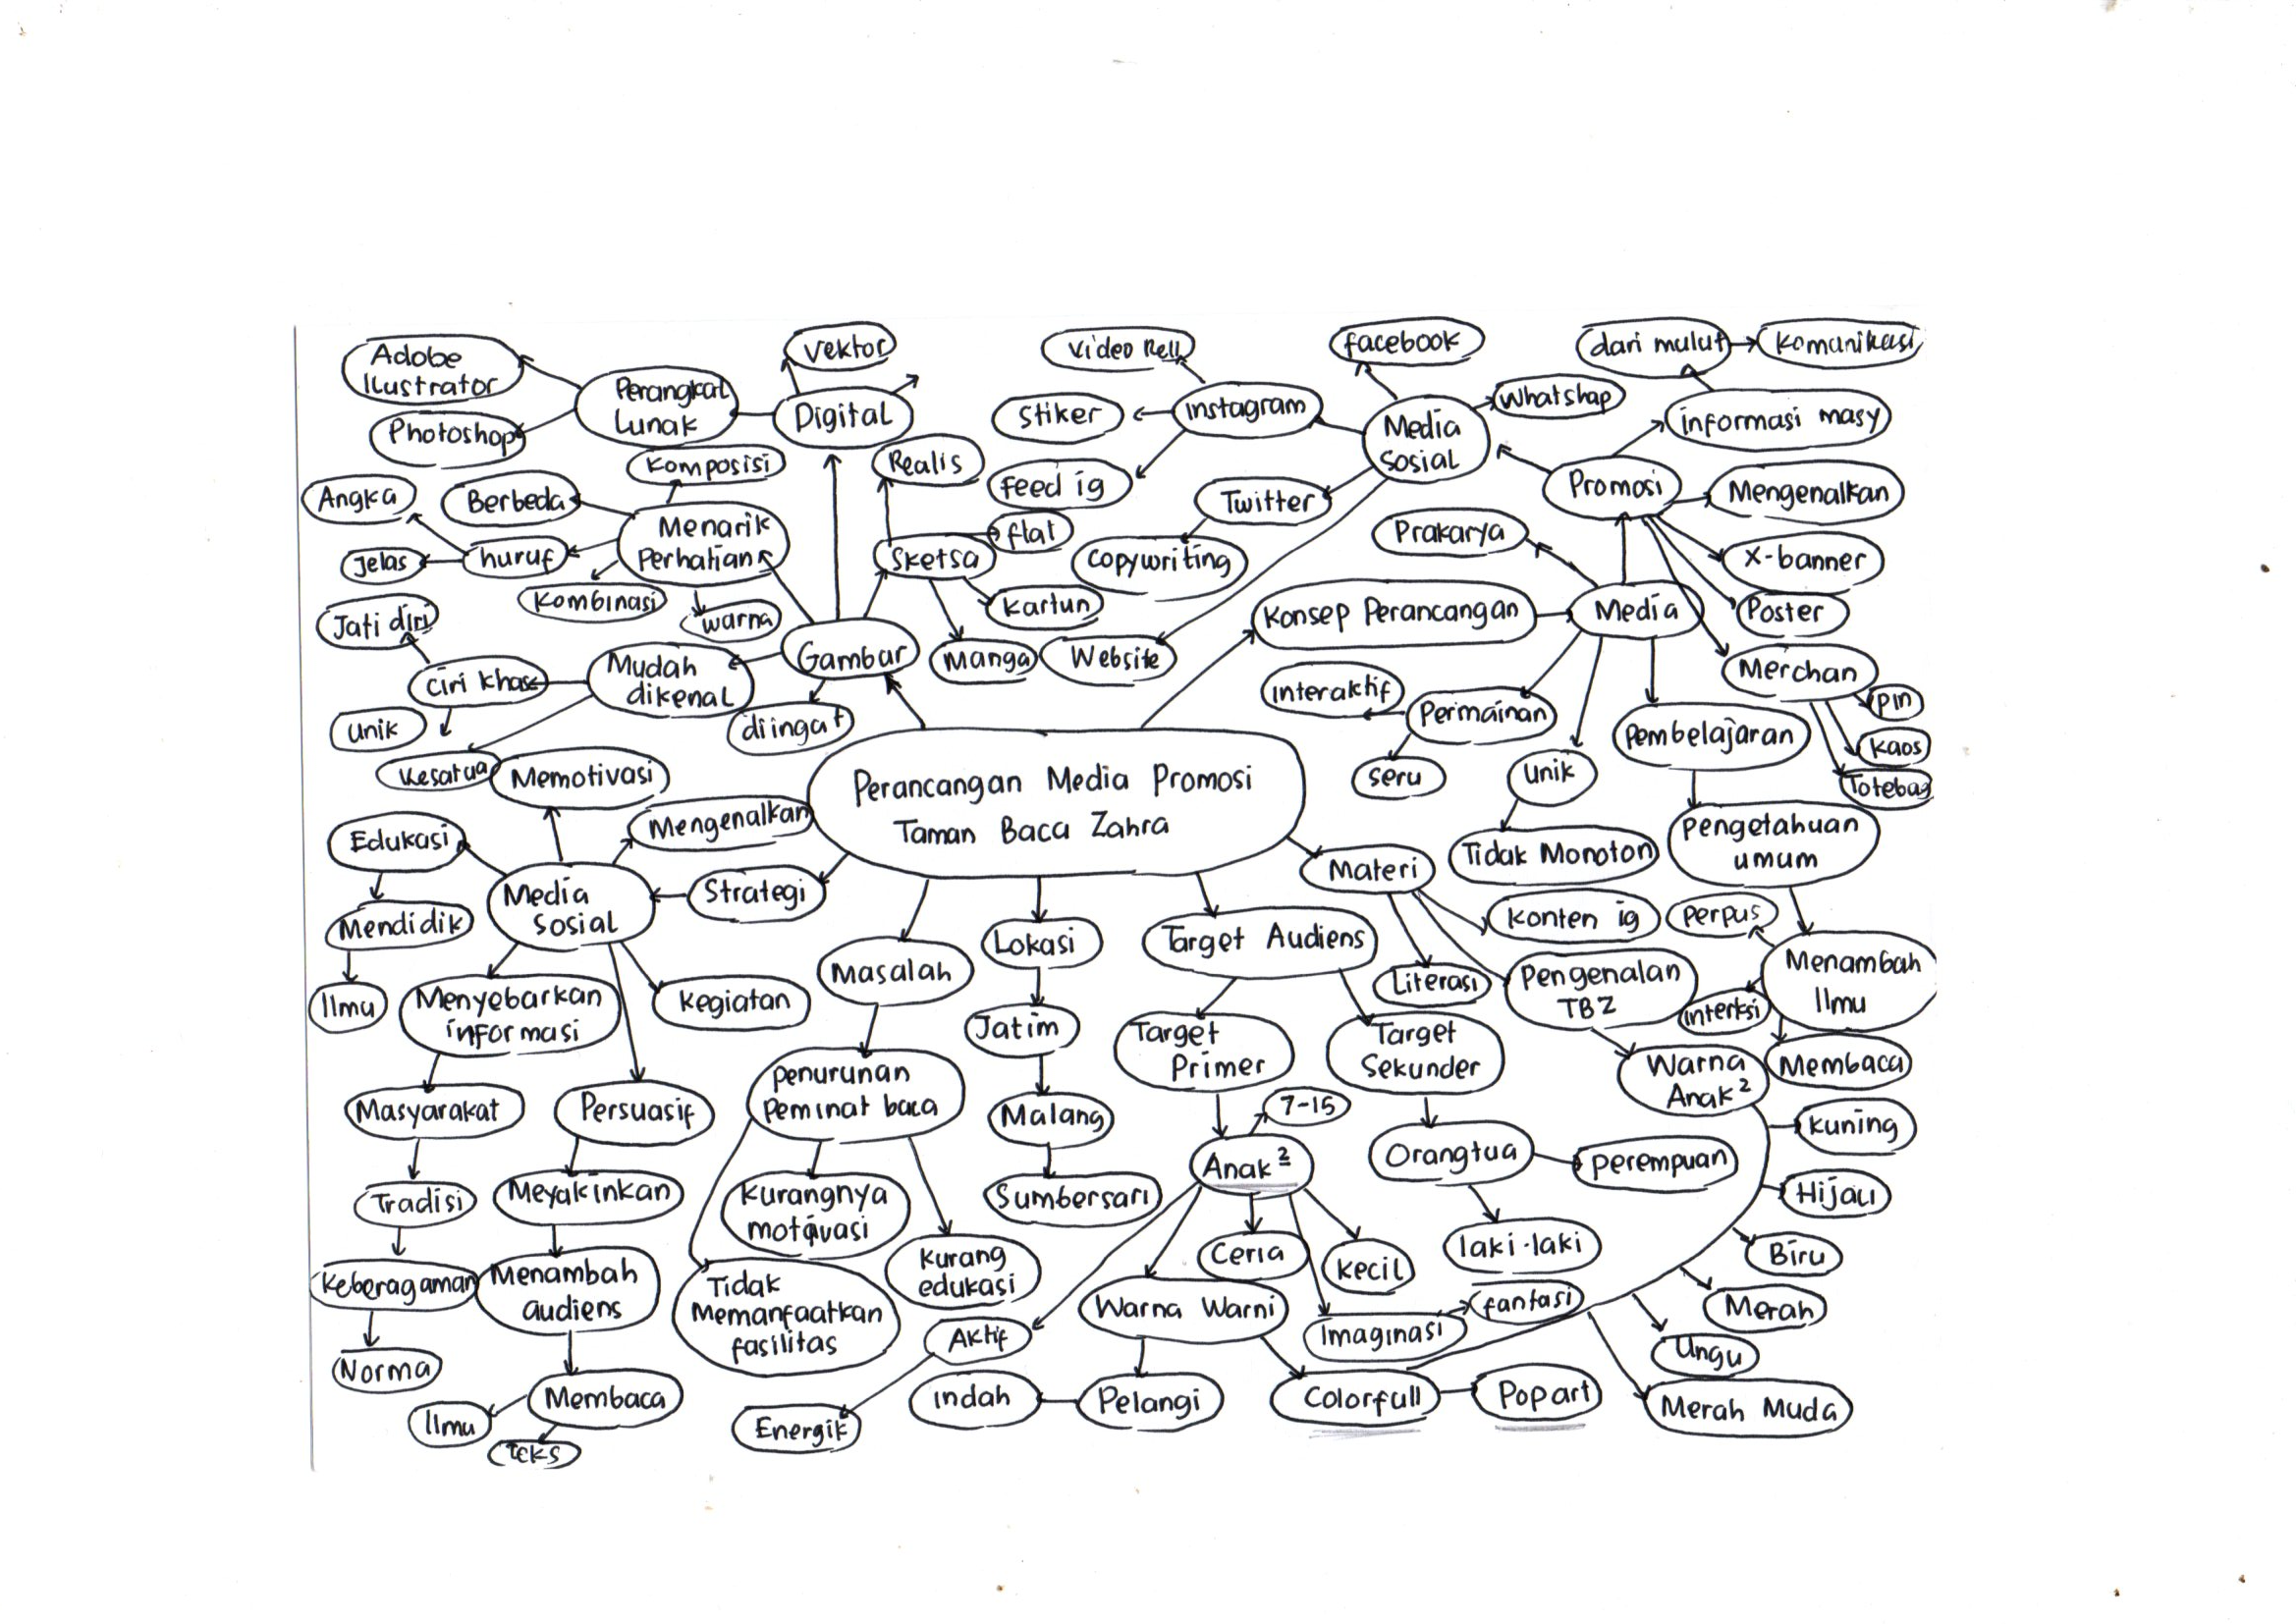 Perancangan Media Promosi
Taman Baca Zahra
Gambar
Digital
Vektor
Perangkat
Lunak
Adobe
Ilustrator
Photoshop
Menarik
Perhatian
Komposisi
Berbeda
huruf
Angka
Jelas
Kombinasi
warna
Sketsa
Realis
flat
Kartun
Manga
Mudah
dikenal
Ciri khas
Jati diri
Unik
Kesatua
diingat
Konsep Perancangan
Media
Prakarya
Promosi
Media
Sosial
facebook
Whatshap
Instagram
Video Rell
Stiker
feed ig
Twitter
Copywriting
Website
informasi masy
dari mulut
Komunikasi
Mengenalkan
X-banner
Poster
Merchan
Pin
Kaos
Totebag
Permainan
interaktif
seru
Unik
Tidak Monoton
Pembelajaran
Pengetahuan
umum
Menambah
Ilmu
Perpus
interksi
Membaca
Materi
Konten ig
Literasi
Pengenalan
TBZ
Warna
Anak²
Kuning
Hijau
Biru
Merah
Ungu
Merah Muda
Target Audiens
Target
Primer
Anak²
7-15
Ceria
Kecil
Imaginasi
fantasi
Warna Warni
Pelangi
Indah
Colorfull
Pop art
Aktif
Energik
Target
Sekunder
Orangtua
Perempuan
laki-laki
Lokasi
Jatim
Malang
Sumbersari
Masalah
Penurunan
Peminat baca
Kurangnya
motivasi
Kurang
edukasi
Tidak
Memanfaatkan
fasilitas
Strategi
Media
Sosial
Mengenalkan
Memotivasi
Edukasi
Mendidik
Ilmu
Menyebarkan
informasi
Masyarakat
Tradisi
Keberagaman
Norma
Kegiatan
Persuasif
Meyakinkan
Menambah
audiens
Membaca
Ilmu
teks